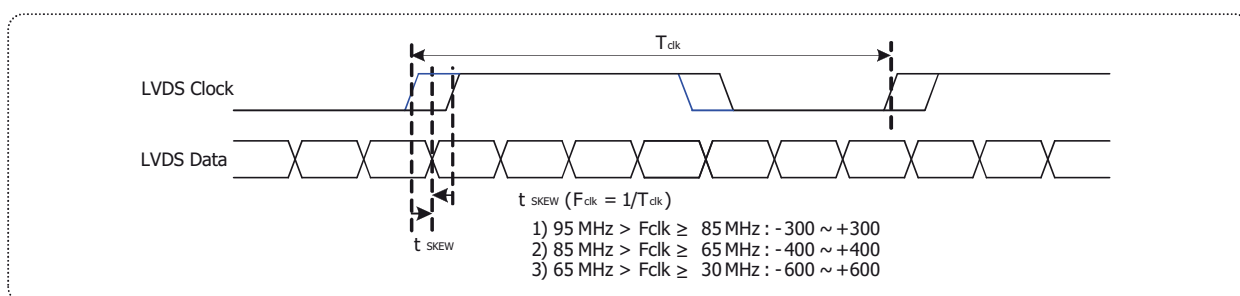 Tclk
LVDS Clock
LVDS Data
t SKEW (Fclk = 1/Tclk)
1) 95 MHz > Fclk ≥ 85 MHz : -300 ~ +300
2) 85 MHz > Fclk ≥ 65 MHz : -400 ~ +400
3) 65 MHz > Fclk ≥ 30 MHz : -600 ~ +600
t SKEW